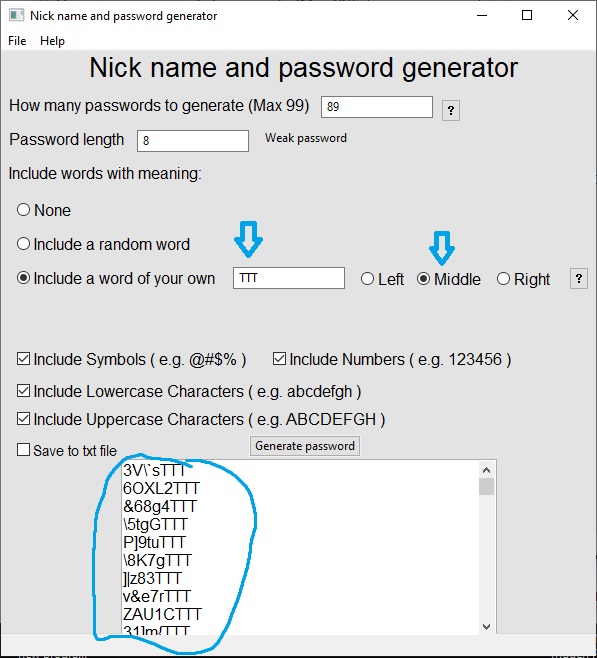 Nick name and password generator
File Help
Nick name and password generator
How many passwords to generate (Max 99) 89 ?
Password length 8 Weak password
Include words with meaning:
None
Include a random word
Include a word of your own TTT Left Middle Right ?
Include Symbols ( e.g. @#$% ) Include Numbers ( e.g. 123456 )
Include Lowercase Characters ( e.g. abcdefgh )
Include Uppercase Characters ( e.g. ABCDEFGH )
Save to txt file Generate password
3V\`sTTT
6OXL2TTT
&68g4TTT
\5tgGTTT
P]9tuTTT
\8K7gTTT
]|z83TTT
v&e7rTTT
ZAU1CTTT